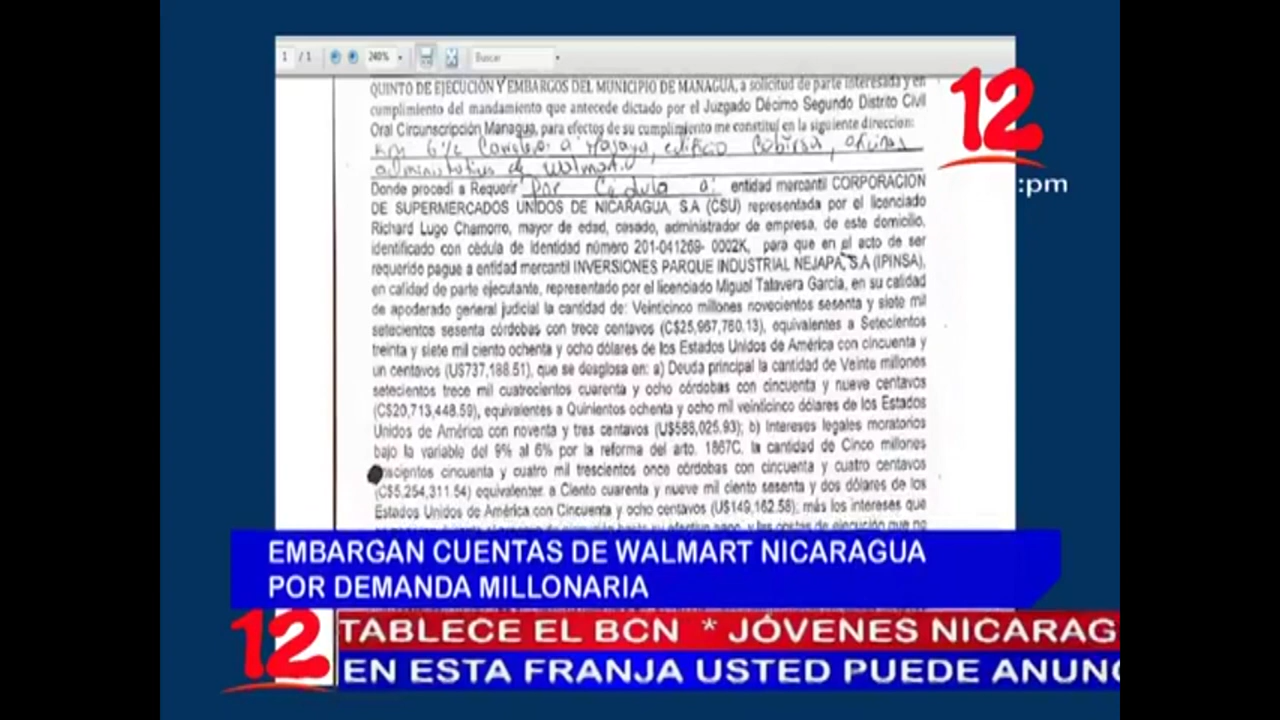 1 / 1 240% Buscar
QUINTO DE EJECUCIÓN Y EMBARGOS DEL MUNICIPIO DE MANAGUA, a solicitud de parte interesada y en
cumplimiento del mandamiento que antecede dictado por el Juzgado Décimo Segundo Distrito Civil
Oral Circunscripción Managua, para efectos de su cumplimiento me constituí en la siguiente direccion:
Km 6½ a Masaya, edificio Cobirsa, oficinas
administrativas de Walmart
Donde procedí a Requerir Por Cédula a: entidad mercantil CORPORACION
DE SUPERMERCADOS UNIDOS DE NICARAGUA, S.A (CSU) representada por el licenciado
Richard Lugo Chamorro, mayor de edad, casado, administrador de empresa, de este domicilio,
identificado con cédula de Identidad número 201-041269- 0002K, para que en el acto de ser
requerido pague a entidad mercantil INVERSIONES PARQUE INDUSTRIAL NEJAPA, S.A (IPINSA),
en calidad de parte ejecutante, representado por el licenciado Miguel Talavera García, en su calidad
de apoderado general judicial la cantidad de: Veinticinco millones novecientos sesenta y siete mil
setecientos sesenta córdobas con trece centavos (C$25,967,760.13), equivalentes a Setecientos
treinta y siete mil ciento ochenta y ocho dólares de los Estados Unidos de América con cincuenta y
un centavos (U$737,188.51), que se desglosa en: a) Deuda principal la cantidad de Veinte millones
setecientos trece mil cuatrocientos cuarenta y ocho córdobas con cincuenta y nueve centavos
(C$20,713,448.59), equivalentes a Quinientos ochenta y ocho mil veinticinco dólares de los Estados
Unidos de América con noventa y tres centavos (U$588,025.93); b) Intereses legales moratorios
bajo la variable del 9% al 6% por la reforma del arto. 1867C. la cantidad de Cinco millones
cincuenta y cuatro mil trescientos once córdobas con cincuenta y cuatro centavos
(C$5,254,311.54) equivalentes a Ciento cuarenta y nueve mil ciento sesenta y dos dólares de los
Estados Unidos de América con Cincuenta y ocho centavos (U$149,162.58); más los intereses que
12
:pm
EMBARGAN CUENTAS DE WALMART NICARAGUA
POR DEMANDA MILLONARIA
12
TABLECE EL BCN * JÓVENES NICARAG
EN ESTA FRANJA USTED PUEDE ANUNC